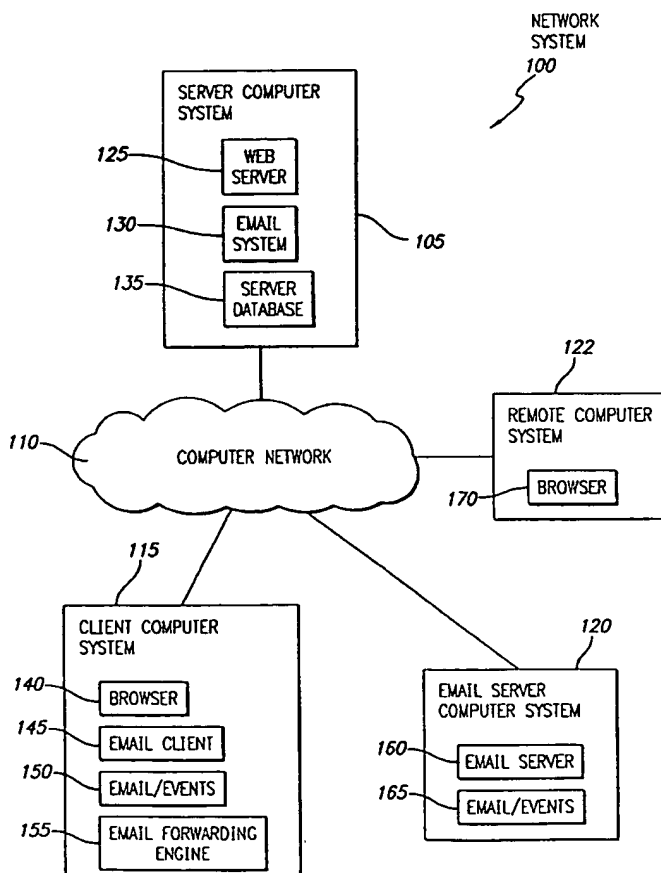 NETWORK
SYSTEM
100
SERVER COMPUTER
SYSTEM
125
WEB
SERVER
130
EMAIL
SYSTEM
105
135
SERVER
DATABASE
122
REMOTE COMPUTER
SYSTEM
110
COMPUTER NETWORK
170
BROWSER
115
CLIENT COMPUTER
SYSTEM
120
140
BROWSER
EMAIL SERVER
COMPUTER SYSTEM
145
EMAIL CLIENT
160
EMAIL SERVER
150
EMAIL/EVENTS
165
EMAIL/EVENTS
155
EMAIL FORWARDING
ENGINE